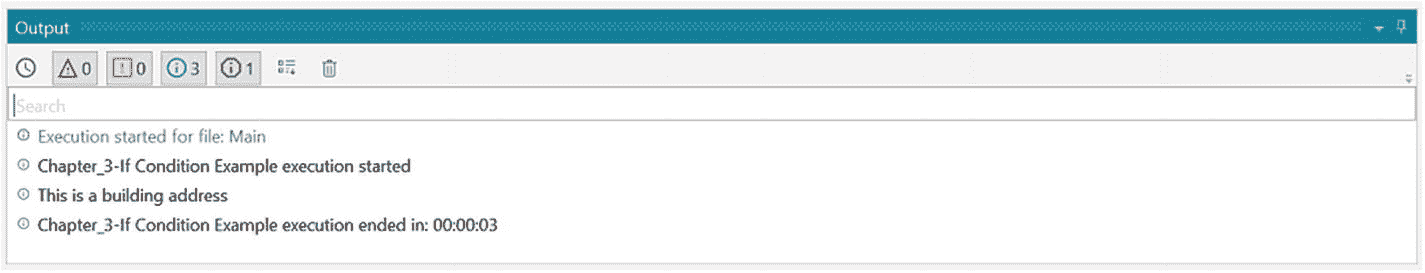 Output
0 0 3 1
Search
Execution started for file: Main
Chapter_3-If Condition Example execution started
This is a building address
Chapter_3-If Condition Example execution ended in: 00:00:03